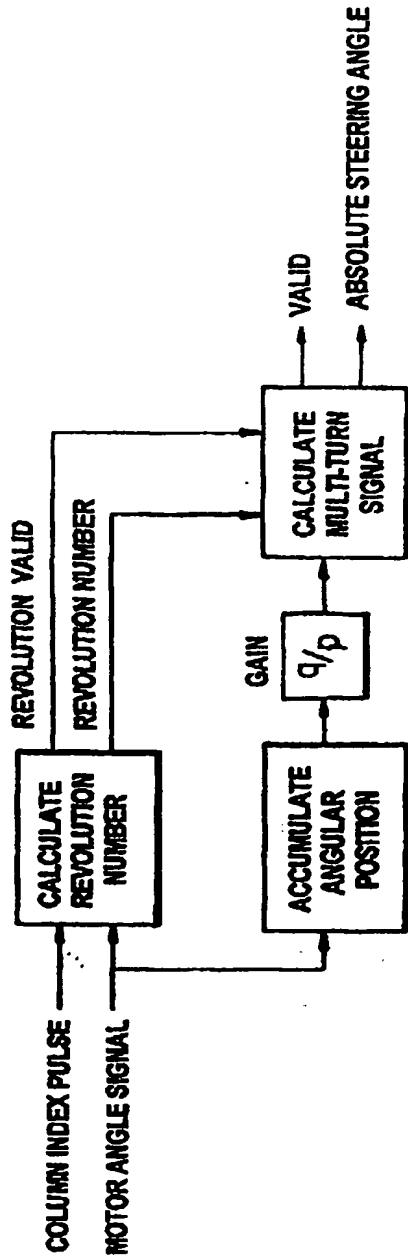 COLUMN INDEX PULSE
MOTOR ANGLE SIGNAL
CALCULATE
REVOLUTION
NUMBER
REVOLUTION VALID
REVOLUTION NUMBER
ACCUMULATE
ANGULAR
POSITION
GAIN
q/p
CALCULATE
MULTI-TURN
SIGNAL
VALID
ABSOLUTE STEERING ANGLE